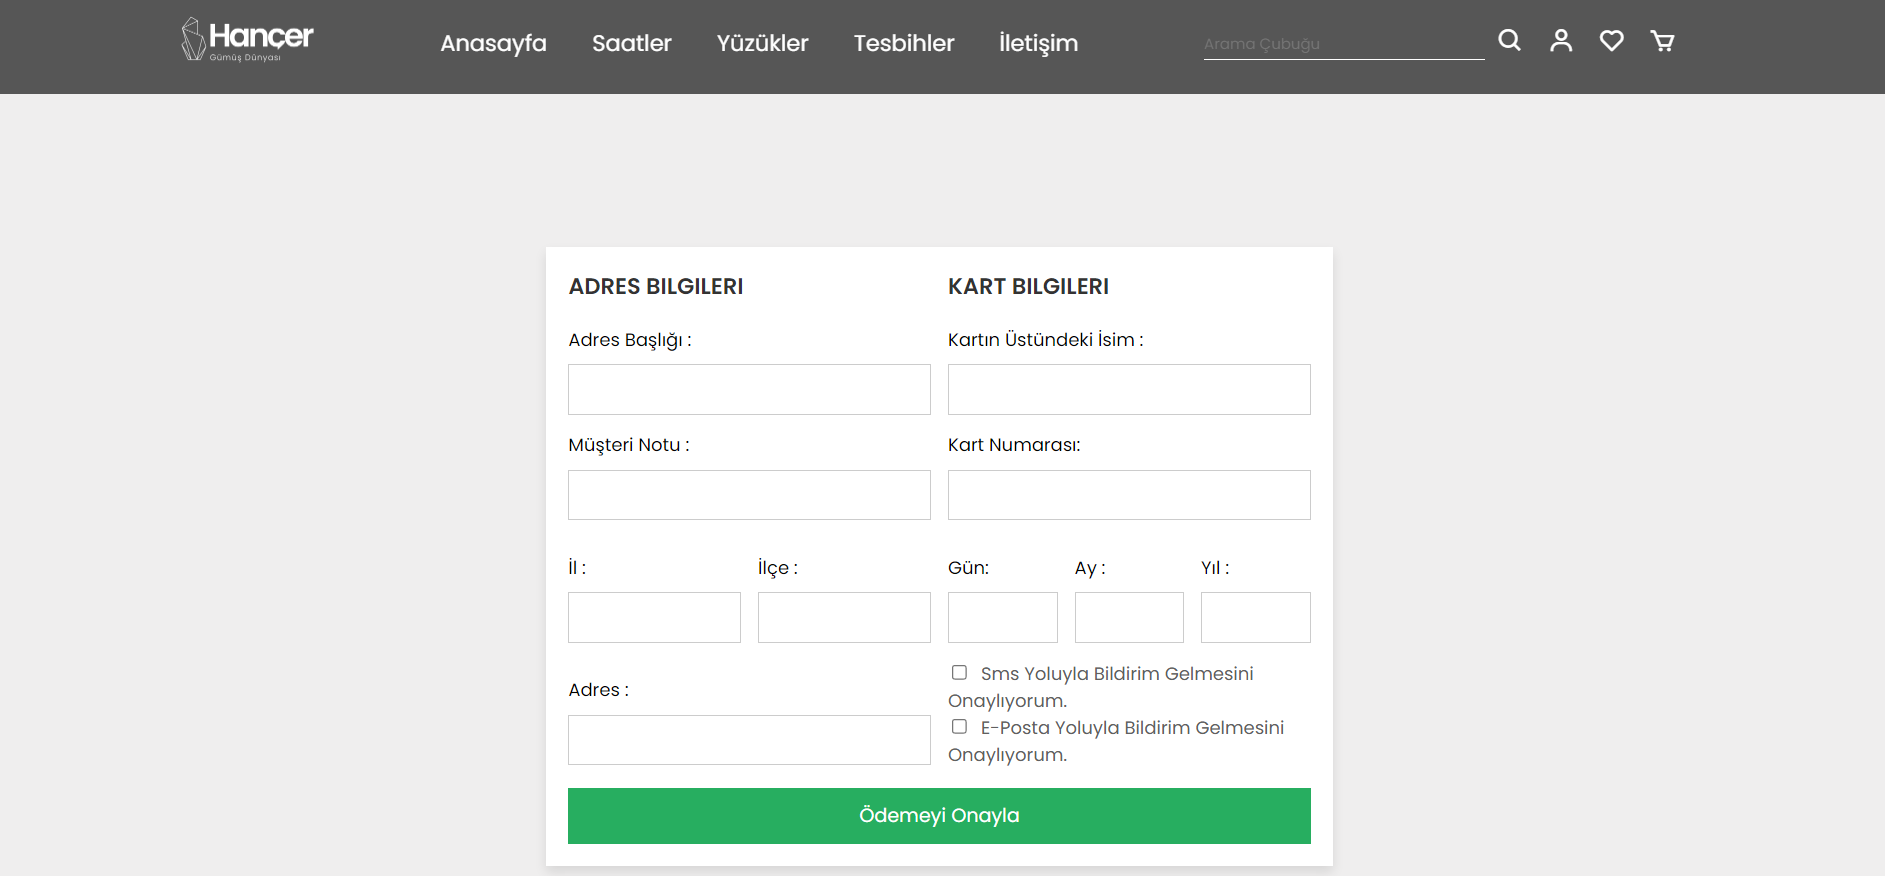 Hançer
Gümüş Dünyası
Anasayfa Saatler Yüzükler Tesbihler İletişim
Arama Çubuğu
ADRES BILGILERI
Adres Başlığı :
Müşteri Notu :
İl : İlçe :
Adres :
KART BILGILERI
Kartın Üstündeki İsim :
Kart Numarası:
Gün: Ay : Yıl :
Sms Yoluyla Bildirim Gelmesini
Onaylıyorum.
E-Posta Yoluyla Bildirim Gelmesini
Onaylıyorum.
Ödemeyi Onayla